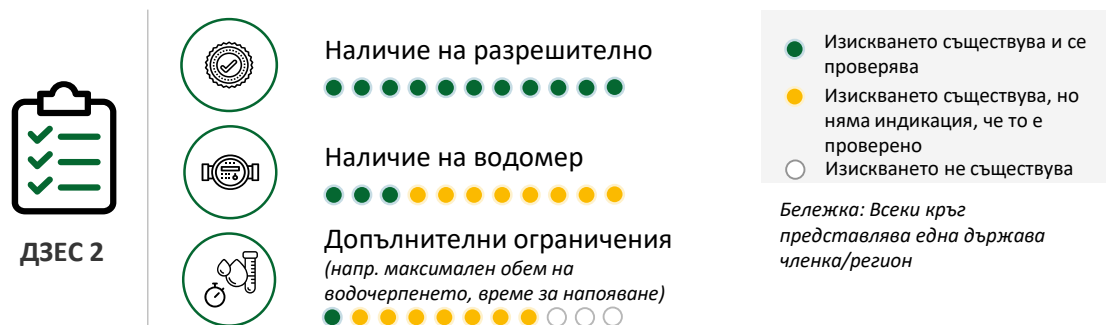 Наличие на разрешително
Наличие на водомер
Допълнителни ограничения
(напр. максимален обем на
водочерпенето, време за напояване)
ДЗЕС 2
Изискването съществува и се
проверява
Изискването съществува, но
няма индикация, че то е
проверено
Изискването не съществува
Бележка: Всеки кръг
представлява една държава
членка/регион